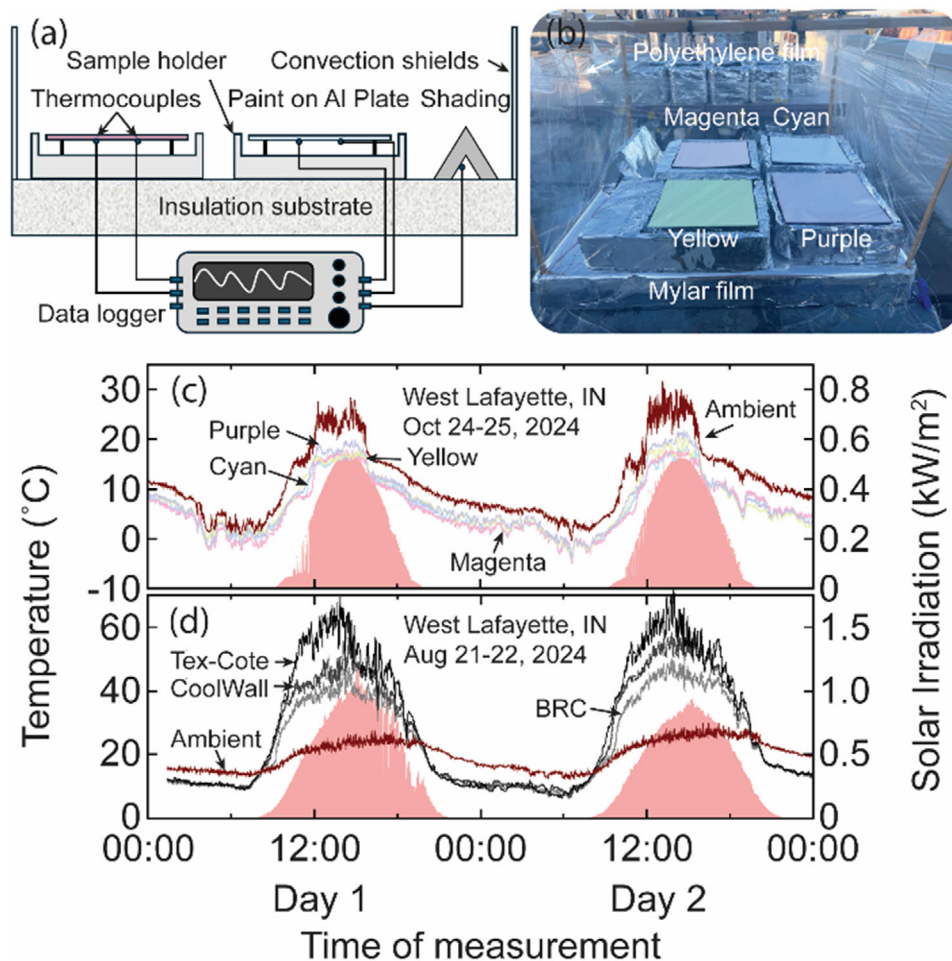 (a)
Sample holder
Convection shields
Thermocouples
Paint on Al Plate
Shading
Insulation substrate
Data logger
(b)
Polyethylene film
Magenta
Cyan
Yellow
Purple
Mylar film
(c)
West Lafayette, IN
Oct 24-25, 2024
Ambient
Purple
Cyan
Yellow
Magenta
30
20
10
0
-10
0.8
0.6
0.4
0.2
0
(d)
West Lafayette, IN
Aug 21-22, 2024
Tex-Cote
CoolWall
BRC
Ambient
60
40
20
0
1.5
1.0
0.5
0
Temperature (°C)
Solar Irradiation (kW/m²)
00:00 12:00 00:00 12:00 00:00
Day 1 Day 2
Time of measurement